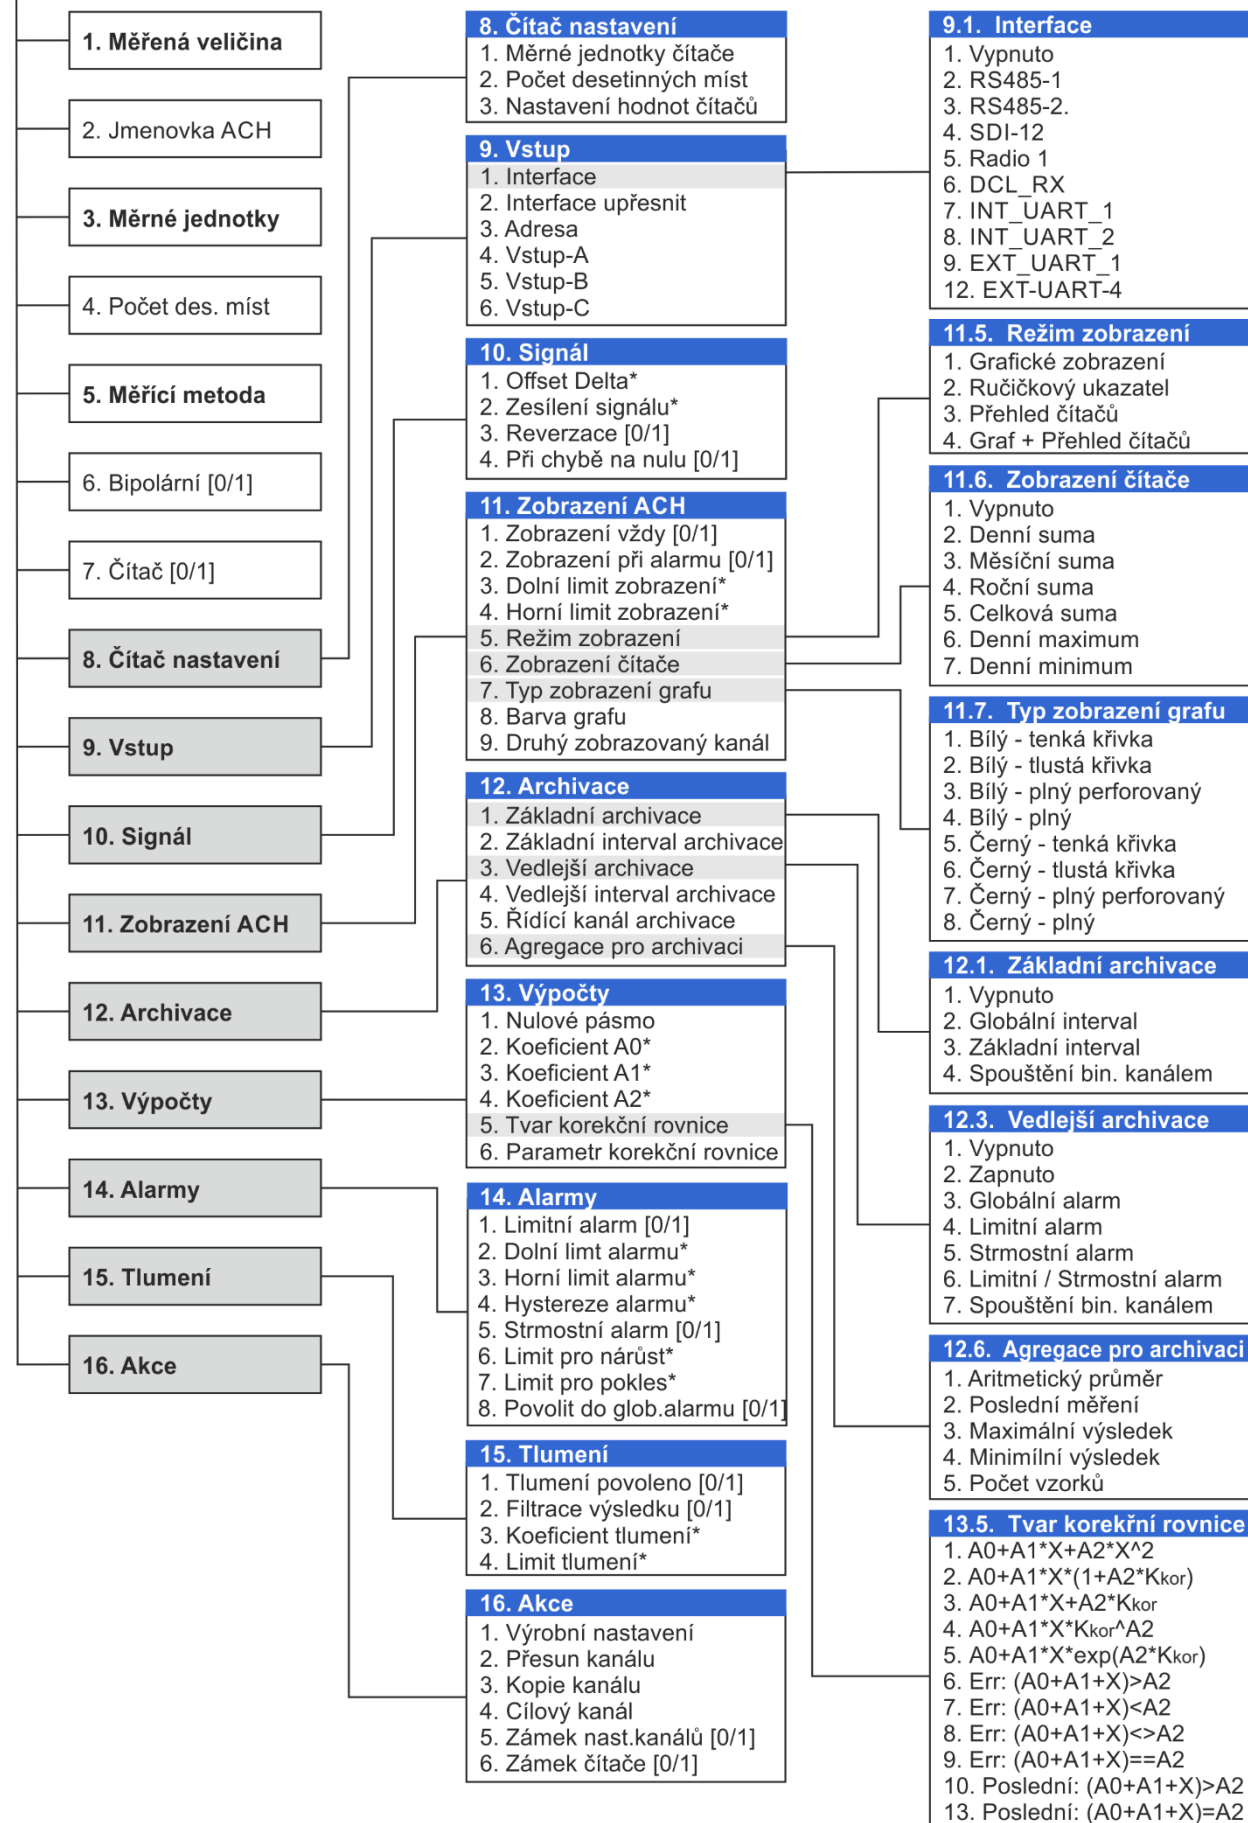 1. Měřená veličina
2. Jmenovka ACH
3. Měrné jednotky
4. Počet des. míst
5. Měřící metoda
6. Bipolární [0/1]
7. Čítač [0/1]
8. Čítač nastavení
9. Vstup
10. Signál
11. Zobrazení ACH
12. Archivace
13. Výpočty
14. Alarmy
15. Tlumení
16. Akce
8. Čítač nastavení
1. Měrné jednotky čítače
2. Počet desetinných míst
3. Nastavení hodnot čítačů
9. Vstup
1. Interface
2. Interface upřesnit
3. Adresa
4. Vstup-A
5. Vstup-B
6. Vstup-C
10. Signál
1. Offset Delta*
2. Zesílení signálu*
3. Reverzace [0/1]
4. Při chybě na nulu [0/1]
11. Zobrazení ACH
1. Zobrazení vždy [0/1]
2. Zobrazení při alarmu [0/1]
3. Dolní limit zobrazení*
4. Horní limit zobrazení*
5. Režim zobrazení
6. Zobrazení čítače
7. Typ zobrazení grafu
8. Barva grafu
9. Druhý zobrazovaný kanál
12. Archivace
1. Základní archivace
2. Základní interval archivace
3. Vedlejší archivace
4. Vedlejší interval archivace
5. Řídící kanál archivace
6. Agregace pro archivaci
13. Výpočty
1. Nulové pásmo
2. Koeficient A0*
3. Koeficient A1*
4. Koeficient A2*
5. Tvar korekční rovnice
6. Parametr korekční rovnice
14. Alarmy
1. Limitní alarm [0/1]
2. Dolní limt alarmu*
3. Horní limit alarmu*
4. Hystereze alarmu*
5. Strmostní alarm [0/1]
6. Limit pro nárůst*
7. Limit pro pokles*
8. Povolit do glob.alarmu [0/1]
15. Tlumení
1. Tlumení povoleno [0/1]
2. Filtrace výsledku [0/1]
3. Koeficient tlumení*
4. Limit tlumení*
16. Akce
1. Výrobní nastavení
2. Přesun kanálu
3. Kopie kanálu
4. Cílový kanál
5. Zámek nast.kanálů [0/1]
6. Zámek čítače [0/1]
9.1. Interface
1. Vypnuto
2. RS485-1
3. RS485-2.
4. SDI-12
5. Radio 1
6. DCL_RX
7. INT_UART_1
8. INT_UART_2
9. EXT_UART_1
12. EXT-UART-4
11.5. Režim zobrazení
1. Grafické zobrazení
2. Ručičkový ukazatel
3. Přehled čítačů
4. Graf + Přehled čítačů
11.6. Zobrazení čítače
1. Vypnuto
2. Denní suma
3. Měsíční suma
4. Roční suma
5. Celková suma
6. Denní maximum
7. Denní minimum
11.7. Typ zobrazení grafu
1. Bílý - tenká křivka
2. Bílý - tlustá křivka
3. Bílý - plný perforovaný
4. Bílý - plný
5. Černý - tenká křivka
6. Černý - tlustá křivka
7. Černý - plný perforovaný
8. Černý - plný
12.1. Základní archivace
1. Vypnuto
2. Globální interval
3. Základní interval
4. Spouštění bin. kanálem
12.3. Vedlejší archivace
1. Vypnuto
2. Zapnuto
3. Globální alarm
4. Limitní alarm
5. Strmostní alarm
6. Limitní / Strmostní alarm
7. Spouštění bin. kanálem
12.6. Agregace pro archivaci
1. Aritmetický průměr
2. Poslední měření
3. Maximální výsledek
4. Minimílní výsledek
5. Počet vzorků
13.5. Tvar korekřní rovnice
1. A0+A1*X+A2*X^2
2. A0+A1*X*(1+A2*Kkor)
3. A0+A1*X+A2*Kkor
4. A0+A1*X*Kkor^A2
5. A0+A1*X*exp(A2*Kkor)
6. Err: (A0+A1+X)>A2
7. Err: (A0+A1+X)<A2
8. Err: (A0+A1+X)<>A2
9. Err: (A0+A1+X)==A2
10. Poslední: (A0+A1+X)>A2
13. Poslední: (A0+A1+X)=A2